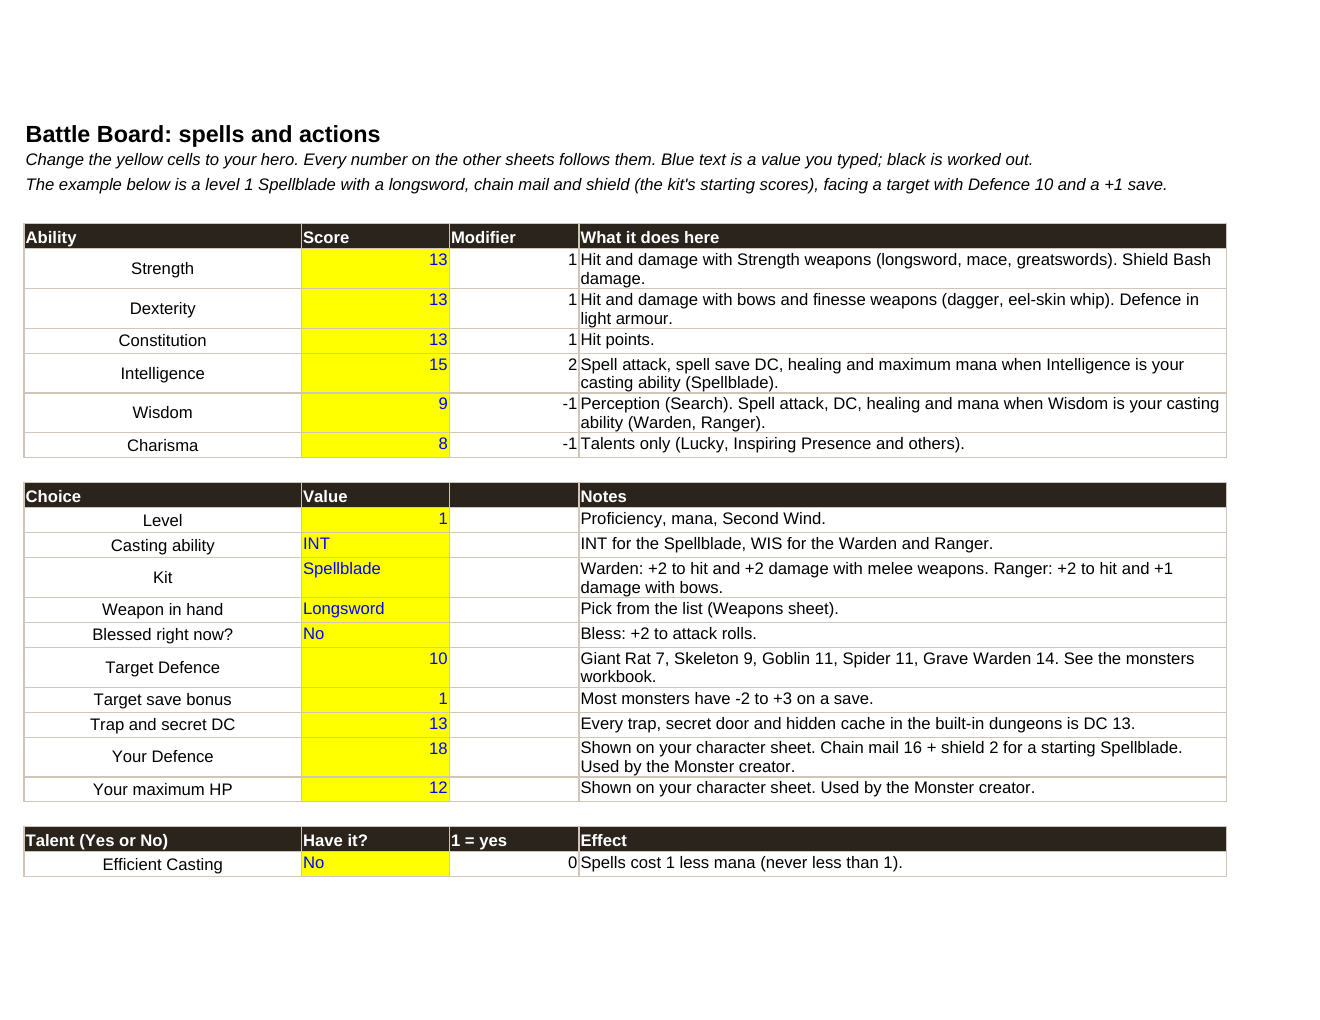 Battle Board: spells and actions
Change the yellow cells to your hero. Every number on the other sheets follows them. Blue text is a value you typed; black is worked out.
The example below is a level 1 Spellblade with a longsword, chain mail and shield (the kit's starting scores), facing a target with Defence 10 and a +1 save.
Ability Score Modifier What it does here
Strength 13 1 Hit and damage with Strength weapons (longsword, mace, greatswords). Shield Bash
damage.
Dexterity 13 1 Hit and damage with bows and finesse weapons (dagger, eel-skin whip). Defence in
light armour.
Constitution 13 1 Hit points.
Intelligence 15 2 Spell attack, spell save DC, healing and maximum mana when Intelligence is your
casting ability (Spellblade).
Wisdom 9 -1 Perception (Search). Spell attack, DC, healing and mana when Wisdom is your casting
ability (Warden, Ranger).
Charisma 8 -1 Talents only (Lucky, Inspiring Presence and others).
Choice Value Notes
Level 1 Proficiency, mana, Second Wind.
Casting ability INT INT for the Spellblade, WIS for the Warden and Ranger.
Kit Spellblade Warden: +2 to hit and +2 damage with melee weapons. Ranger: +2 to hit and +1
damage with bows.
Weapon in hand Longsword Pick from the list (Weapons sheet).
Blessed right now? No Bless: +2 to attack rolls.
Target Defence 10 Giant Rat 7, Skeleton 9, Goblin 11, Spider 11, Grave Warden 14. See the monsters
workbook.
Target save bonus 1 Most monsters have -2 to +3 on a save.
Trap and secret DC 13 Every trap, secret door and hidden cache in the built-in dungeons is DC 13.
Your Defence 18 Shown on your character sheet. Chain mail 16 + shield 2 for a starting Spellblade.
Used by the Monster creator.
Your maximum HP 12 Shown on your character sheet. Used by the Monster creator.
Talent (Yes or No) Have it? 1 = yes Effect
Efficient Casting No 0 Spells cost 1 less mana (never less than 1).